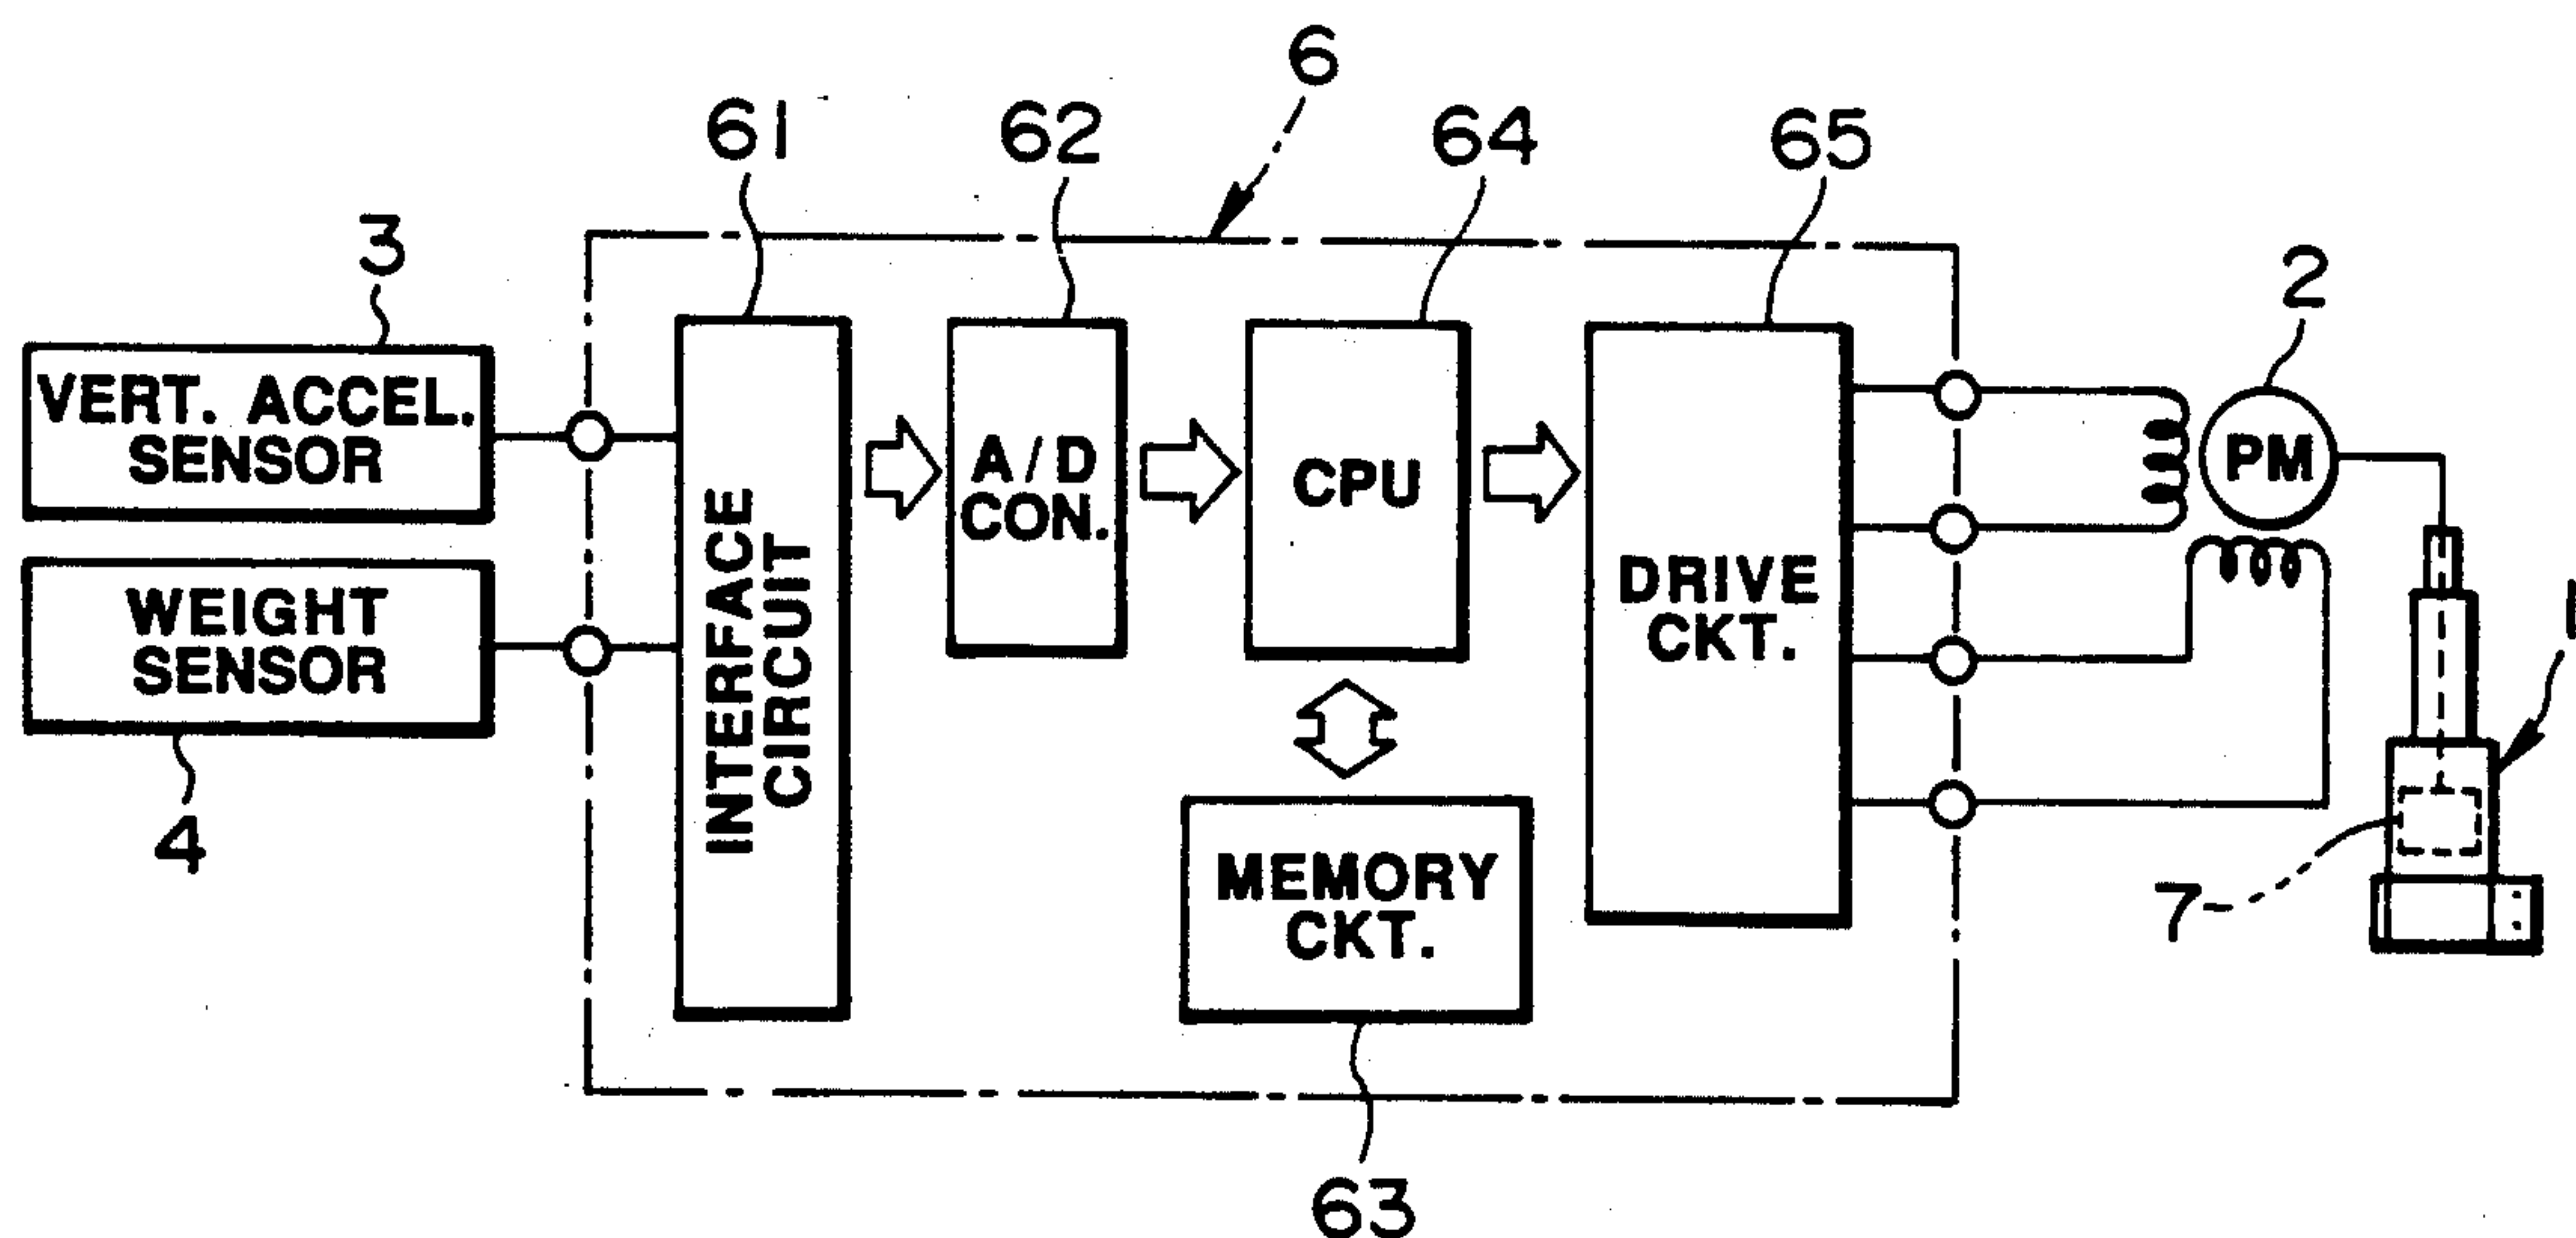 6
61
62
64
65
3
2
VERT. ACCEL.
SENSOR
WEIGHT
SENSOR
4
INTERFACE
CIRCUIT
A/D
CON.
CPU
DRIVE
CKT.
MEMORY
CKT.
63
PM
7